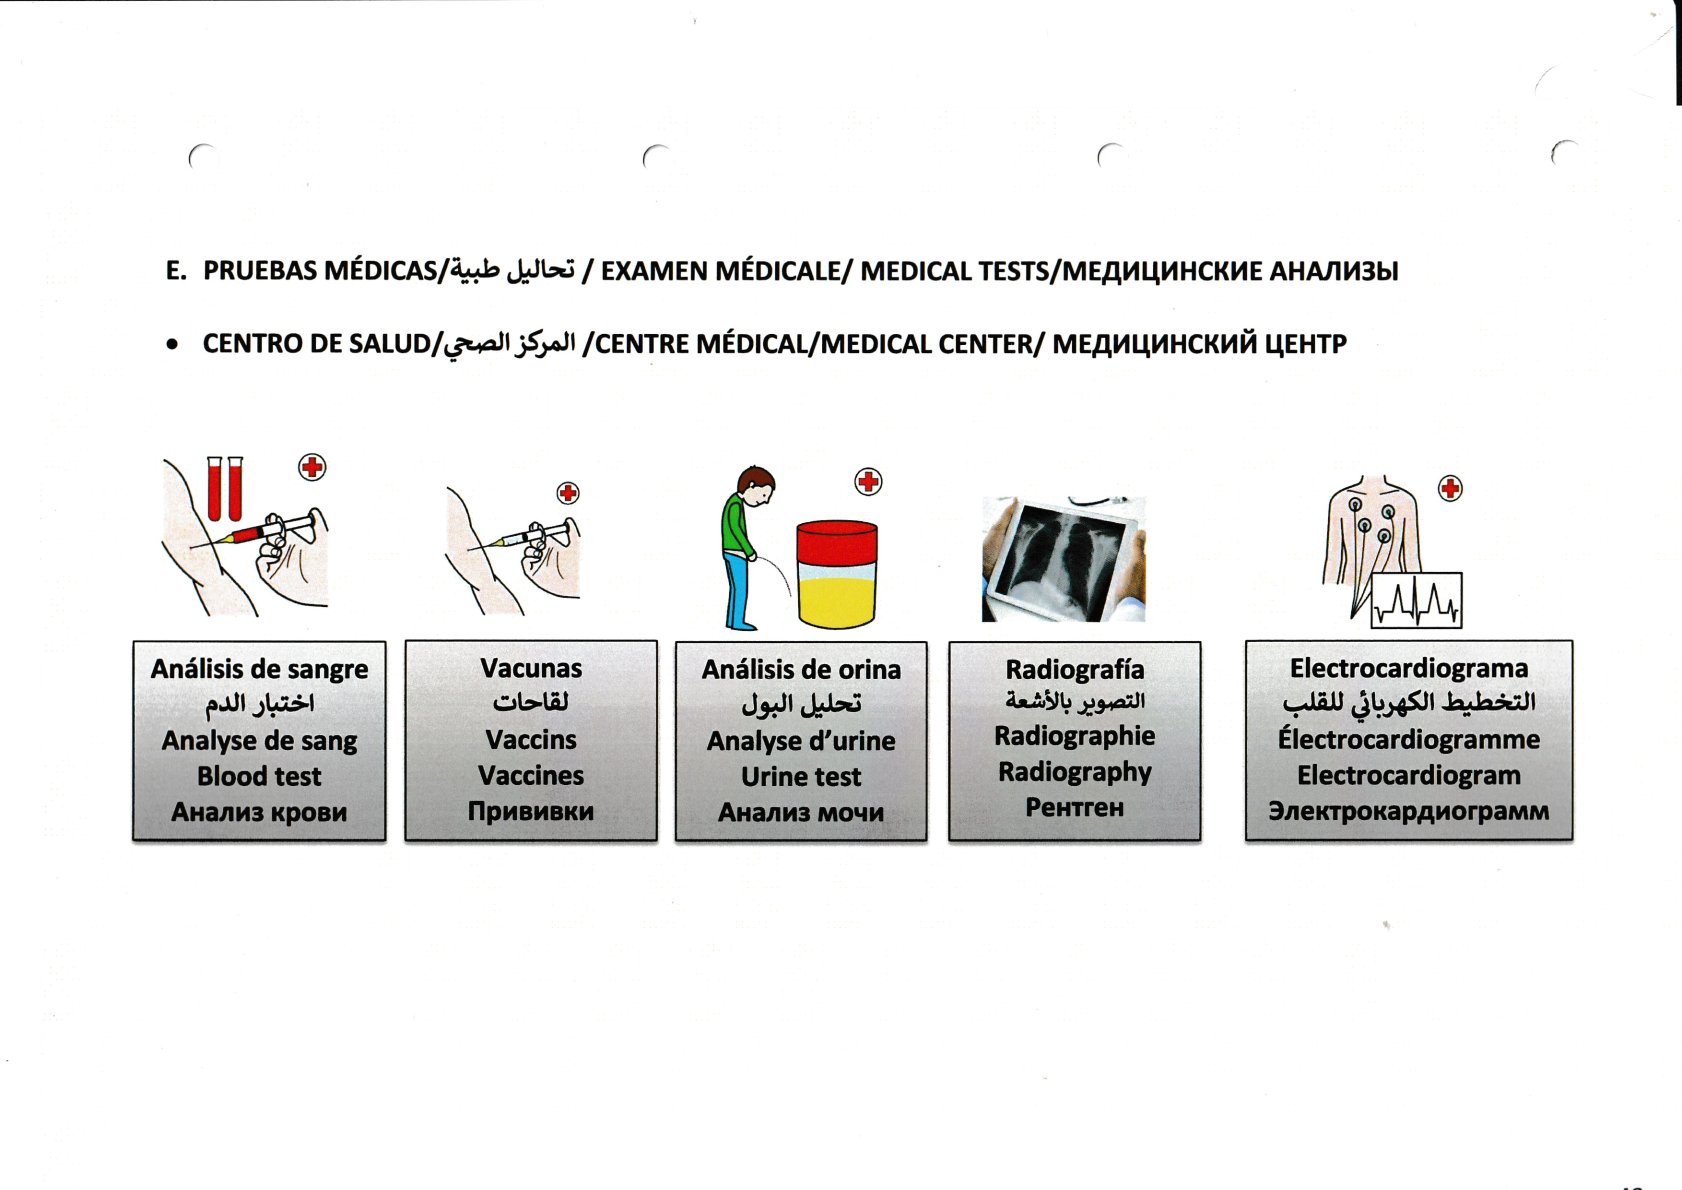 E. PRUEBAS MÉDICAS/تحاليل طبية / EXAMEN MÉDICALE/ MEDICAL TESTS/МЕДИЦИНСКИЕ АНАЛИЗЫ
• CENTRO DE SALUD/المركز الصحي /CENTRE MÉDICAL/MEDICAL CENTER/ МЕДИЦИНСКИЙ ЦЕНТР
Análisis de sangre
اختبار الدم
Analyse de sang
Blood test
Анализ крови
Vacunas
لقاحات
Vaccins
Vaccines
Прививки
Análisis de orina
تحليل البول
Analyse d’urine
Urine test
Анализ мочи
Radiografía
التصوير بالأشعة
Radiographie
Radiography
Рентген
Electrocardiograma
التخطيط الكهربائي للقلب
Électrocardiogramme
Electrocardiogram
Электрокардиограмм